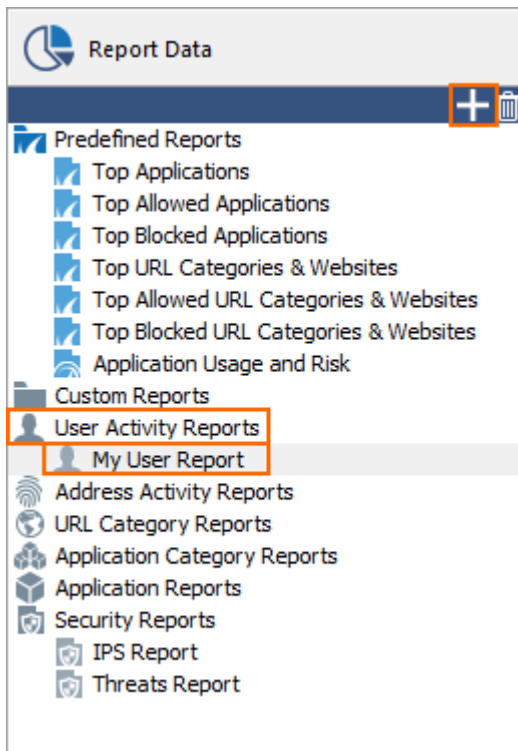 Report Data
Predefined Reports
Top Applications
Top Allowed Applications
Top Blocked Applications
Top URL Categories & Websites
Top Allowed URL Categories & Websites
Top Blocked URL Categories & Websites
Application Usage and Risk
Custom Reports
User Activity Reports
My User Report
Address Activity Reports
URL Category Reports
Application Category Reports
Application Reports
Security Reports
IPS Report
Threats Report